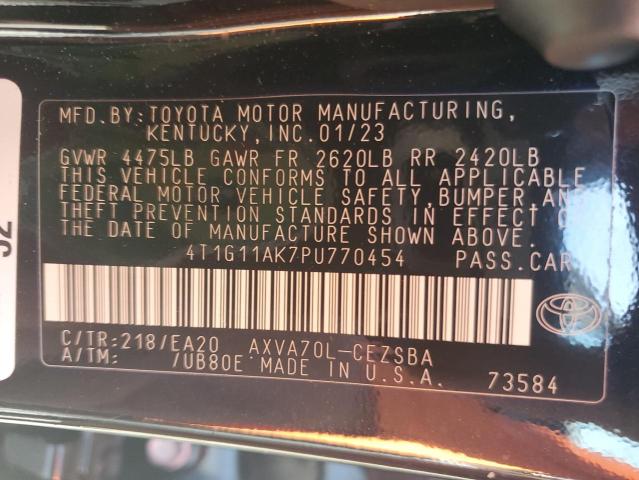 MFD.BY:TOYOTA MOTOR MANUFACTURING,
KENTUCKY,INC.01/23
GVWR 4475LB GAWR FR 2620LB RR 2420LB
THIS VEHICLE CONFORMS TO ALL APPLICABLE
FEDERAL MOTOR VEHICLE SAFETY,BUMPER,AND
THEFT PREVENTION STANDARDS IN EFFECT
THE DATE OF MANUFACTURE SHOWN ABOVE.
4T1G11AK7PU770454 PASS.CAR
C/TR:218/EA20 AXVA70L-CEZSBA
A/TM: /UB80E MADE IN U.S.A. 73584